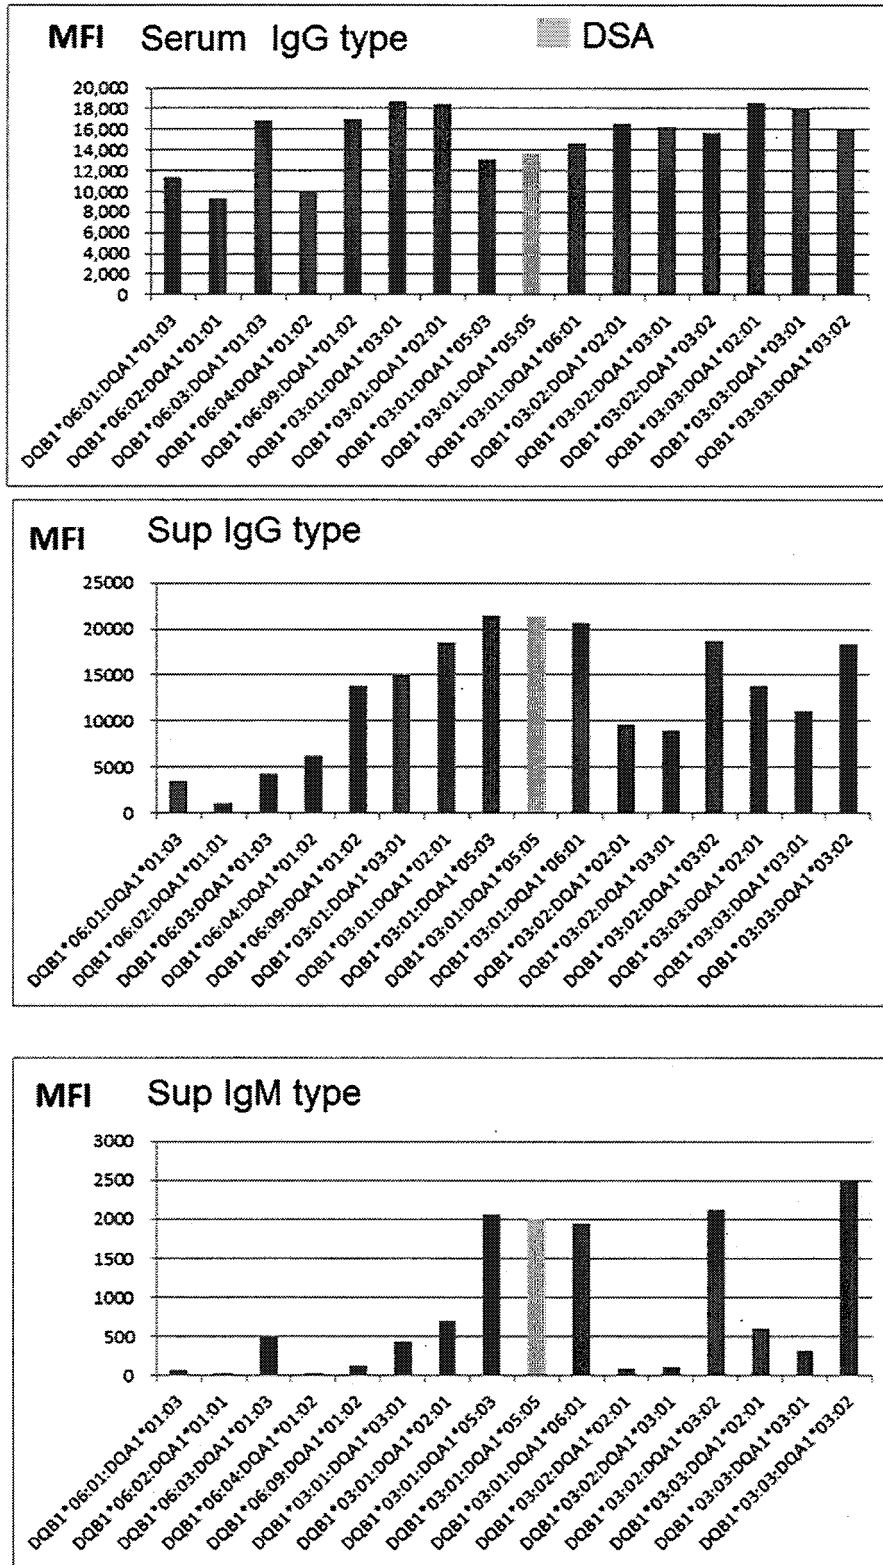 MFI Serum IgG type DSA
20,000
18,000
16,000
14,000
12,000
10,000
8,000
6,000
4,000
2,000
0
DQB1*06:01:DQA1*01:03
DQB1*06:02:DQA1*01:01
DQB1*06:03:DQA1*01:03
DQB1*06:04:DQA1*01:02
DQB1*06:09:DQA1*01:02
DQB1*03:01:DQA1*03:01
DQB1*03:01:DQA1*02:01
DQB1*03:01:DQA1*05:03
DQB1*03:01:DQA1*05:05
DQB1*03:01:DQA1*06:01
DQB1*03:02:DQA1*02:01
DQB1*03:02:DQA1*03:01
DQB1*03:02:DQA1*03:02
DQB1*03:03:DQA1*02:01
DQB1*03:03:DQA1*03:01
DQB1*03:03:DQA1*03:02
MFI Sup IgG type
25000
20000
15000
10000
5000
0
DQB1*06:01:DQA1*01:03
DQB1*06:02:DQA1*01:01
DQB1*06:03:DQA1*01:03
DQB1*06:04:DQA1*01:02
DQB1*06:09:DQA1*01:02
DQB1*03:01:DQA1*03:01
DQB1*03:01:DQA1*02:01
DQB1*03:01:DQA1*05:03
DQB1*03:01:DQA1*05:05
DQB1*03:01:DQA1*06:01
DQB1*03:02:DQA1*02:01
DQB1*03:02:DQA1*03:01
DQB1*03:02:DQA1*03:02
DQB1*03:03:DQA1*02:01
DQB1*03:03:DQA1*03:01
DQB1*03:03:DQA1*03:02
MFI Sup IgM type
3000
2500
2000
1500
1000
500
0
DQB1*06:01:DQA1*01:03
DQB1*06:02:DQA1*01:01
DQB1*06:03:DQA1*01:03
DQB1*06:04:DQA1*01:02
DQB1*06:09:DQA1*01:02
DQB1*03:01:DQA1*03:01
DQB1*03:01:DQA1*02:01
DQB1*03:01:DQA1*05:03
DQB1*03:01:DQA1*05:05
DQB1*03:01:DQA1*06:01
DQB1*03:02:DQA1*02:01
DQB1*03:02:DQA1*03:01
DQB1*03:02:DQA1*03:02
DQB1*03:03:DQA1*02:01
DQB1*03:03:DQA1*03:01
DQB1*03:03:DQA1*03:02